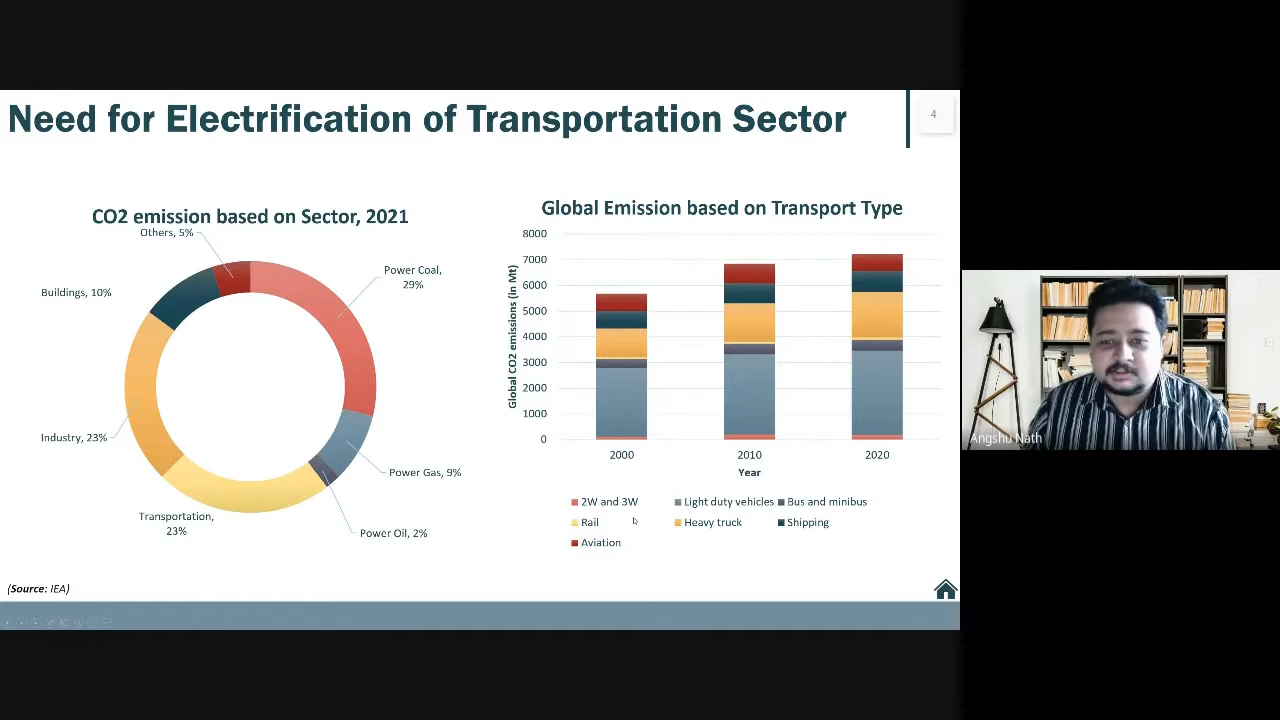 Need for Electrification of Transportation Sector
4
CO2 emission based on Sector, 2021
Others, 5%
Power Coal,
29%
Buildings, 10%
Industry, 23%
Power Gas, 9%
Transportation,
23%
Power Oil, 2%
Global Emission based on Transport Type
Global CO2 emissions (in Mt)
8000
7000
6000
5000
4000
3000
2000
1000
0
2000
2010
2020
Year
2W and 3W
Light duty vehicles
Bus and minibus
Rail
Heavy truck
Shipping
Aviation
(Source: IEA)
Angshu Nath